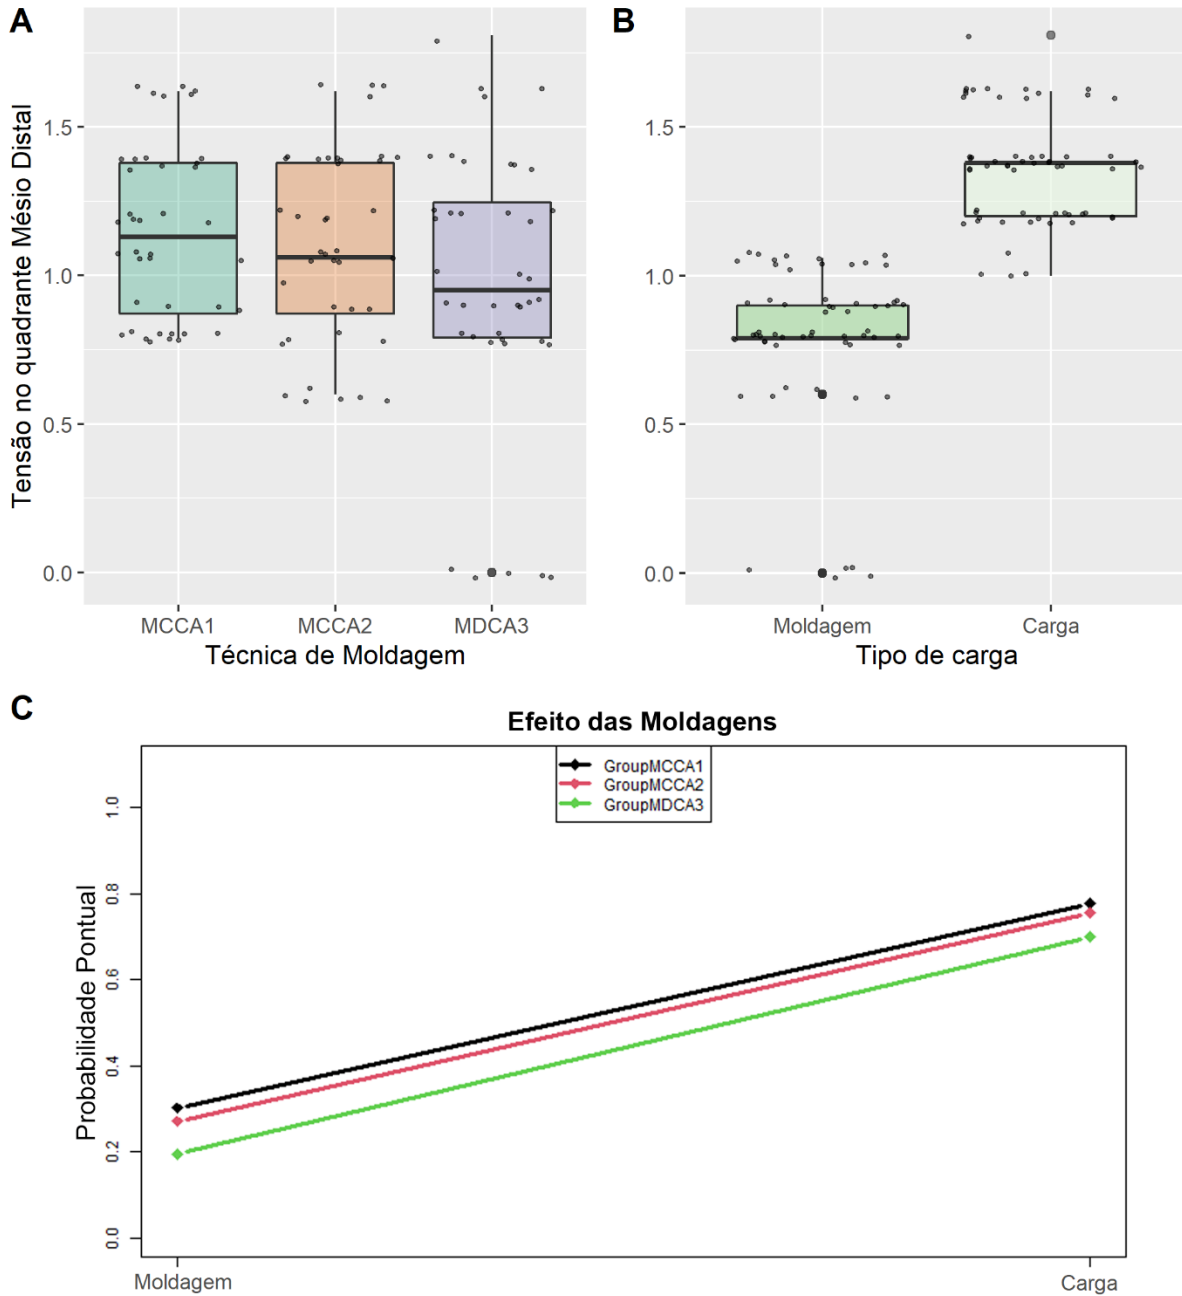 A
B
Tensão no quadrante Mésio Distal
1.5
1.0
0.5
0.0
MCCA1 MCCA2 MDCA3
Técnica de Moldagem
1.5
1.0
0.5
0.0
Moldagem Carga
Tipo de carga
C
Efeito das Moldagens
GroupMCCA1
GroupMCCA2
GroupMDCA3
Probabilidade Pontual
1.0
0.8
0.6
0.4
0.2
0.0
Moldagem Carga